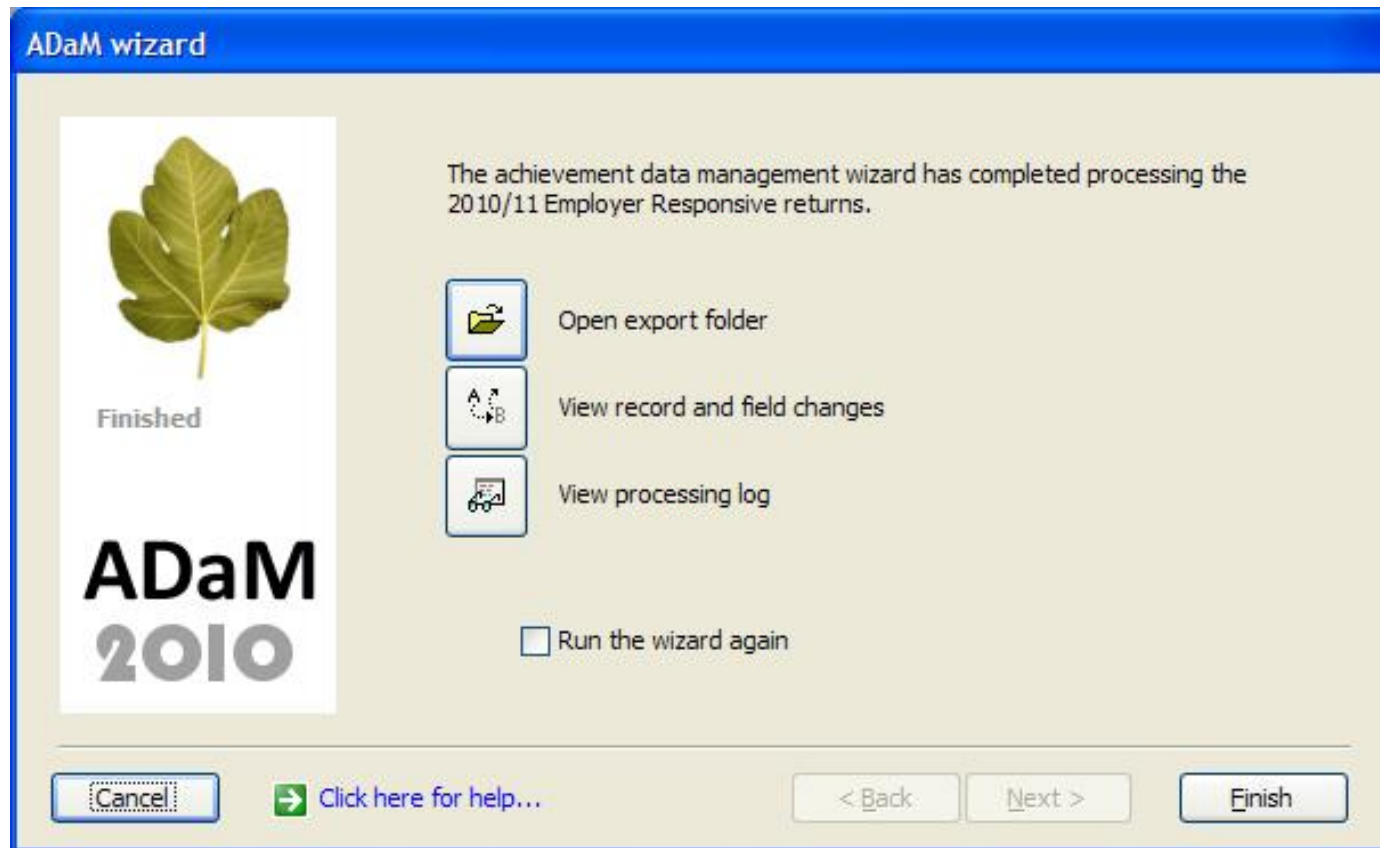 ADaM wizard
The achievement data management wizard has completed processing the
2010/11 Employer Responsive returns.
Open export folder
A
B
View record and field changes
Finished
View processing log
ADaM
2010
Run the wizard again
Cancel
Click here for help...
< Back
Next >
Finish